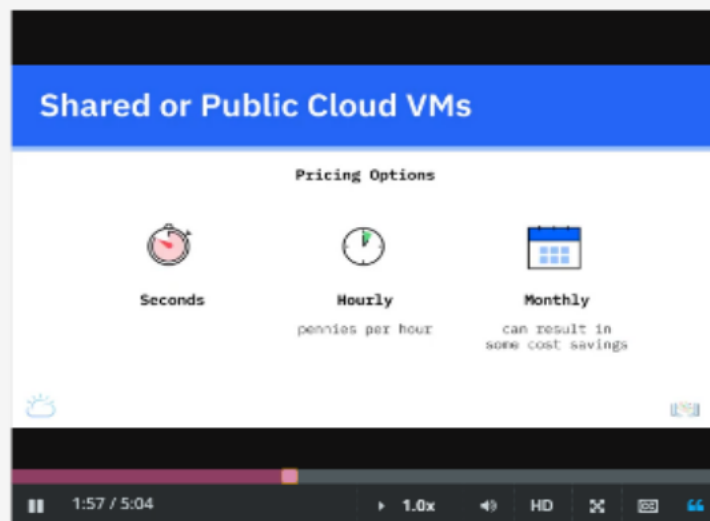 Shared or Public Cloud VMs
Pricing Options
Seconds
Hourly
Monthly
pennies per hour
can result in
some cost savings
1:57 / 5:04
1.0x
HD
CC